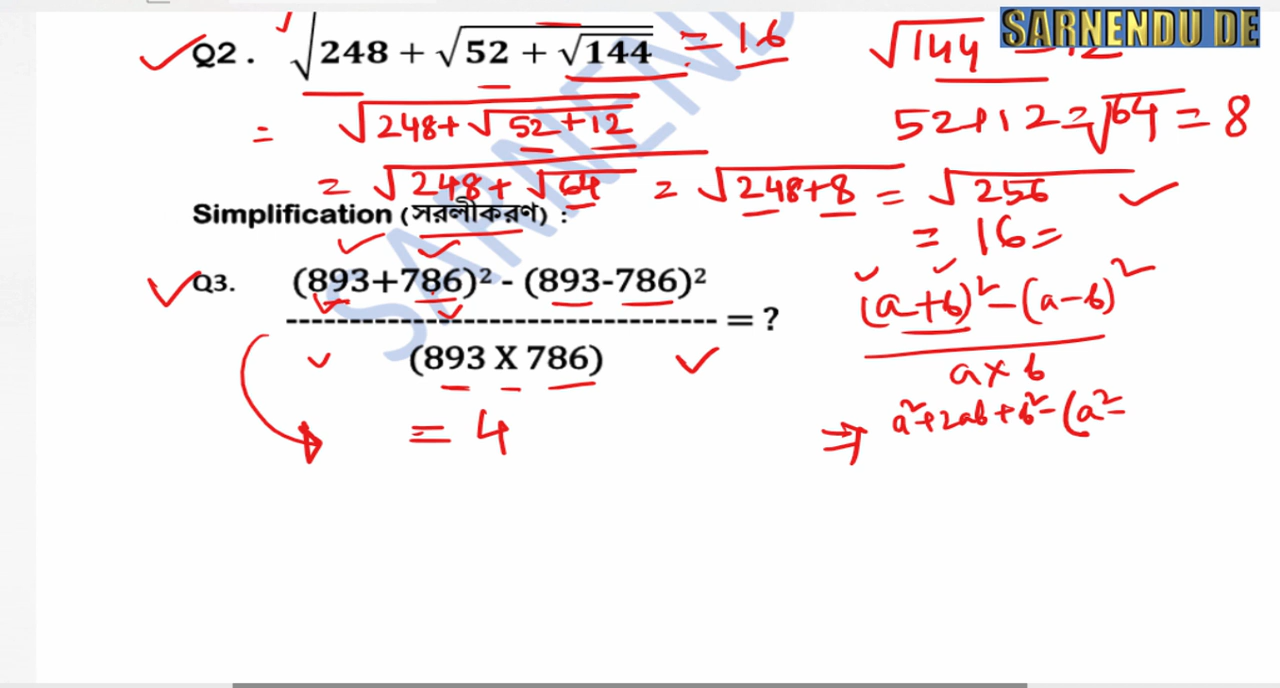 SARNENDU DE
Q2 . √248 + √52 + √144 = 16
√144 = 12
= √248+√52+12
52+12=√64 = 8
= √248+√64 = √248+8 = √256
Simplification (সরলীকরণ) :
= 16=
Q3. (893+786)² - (893-786)²
---------------------------------- = ?
(893 X 786)
(a+b)²-(a-b)²
a×b
= 4
⇒ a²+2ab+b²-(a²-
SARNEND